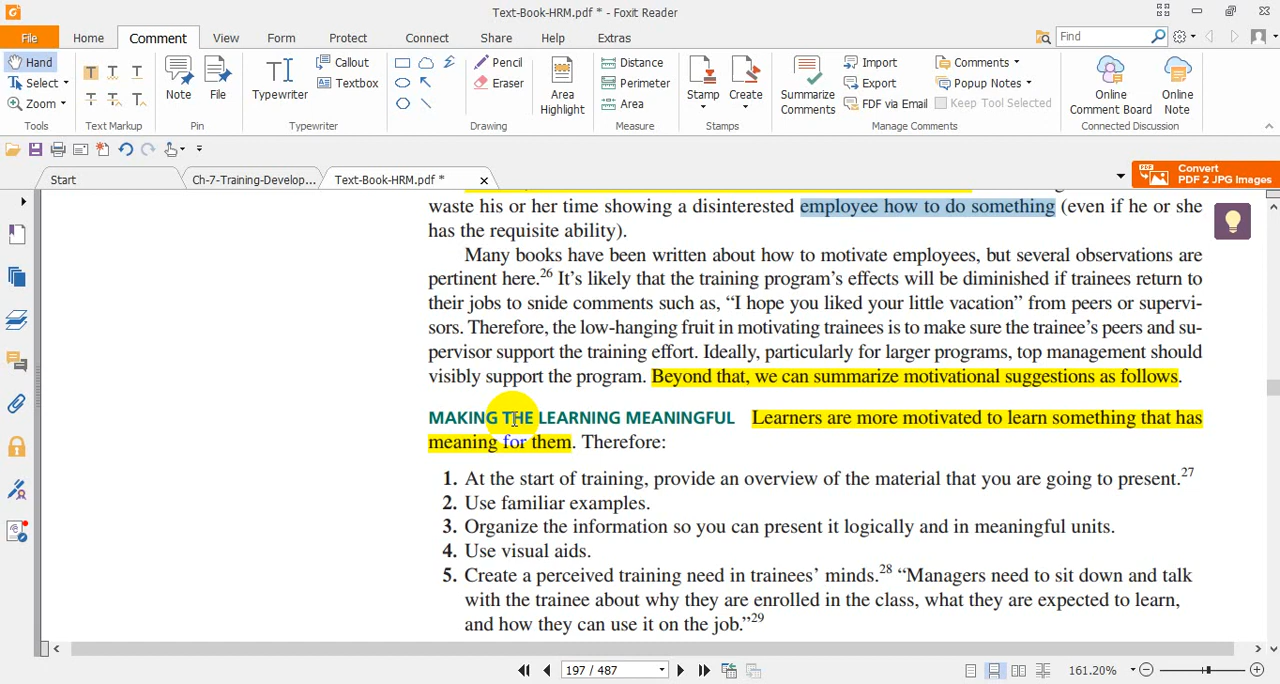 Text-Book-HRM.pdf * - Foxit Reader
File Home Comment View Form Protect Connect Share Help Extras Find
Hand Select Zoom Tools
Text Markup
Note File Pin
Typewriter Callout Textbox Typewriter
Pencil Eraser Drawing
Area Highlight Distance Perimeter Area Measure
Stamp Create Stamps
Summarize Comments Import Export FDF via Email Comments Popup Notes Keep Tool Selected Manage Comments
Online Comment Board Online Note Connected Discussion
Start Ch-7-Training-Develop... Text-Book-HRM.pdf * Convert PDF 2 JPG Images
waste his or her time showing a disinterested employee how to do something (even if he or she
has the requisite ability).
Many books have been written about how to motivate employees, but several observations are
pertinent here.26 It’s likely that the training program’s effects will be diminished if trainees return to
their jobs to snide comments such as, “I hope you liked your little vacation” from peers or supervi-
sors. Therefore, the low-hanging fruit in motivating trainees is to make sure the trainee’s peers and su-
pervisor support the training effort. Ideally, particularly for larger programs, top management should
visibly support the program. Beyond that, we can summarize motivational suggestions as follows.
MAKING THE LEARNING MEANINGFUL Learners are more motivated to learn something that has
meaning for them. Therefore:
1. At the start of training, provide an overview of the material that you are going to present.27
2. Use familiar examples.
3. Organize the information so you can present it logically and in meaningful units.
4. Use visual aids.
5. Create a perceived training need in trainees’ minds.28 “Managers need to sit down and talk
with the trainee about why they are enrolled in the class, what they are expected to learn,
and how they can use it on the job.”29
197 / 487 161.20%